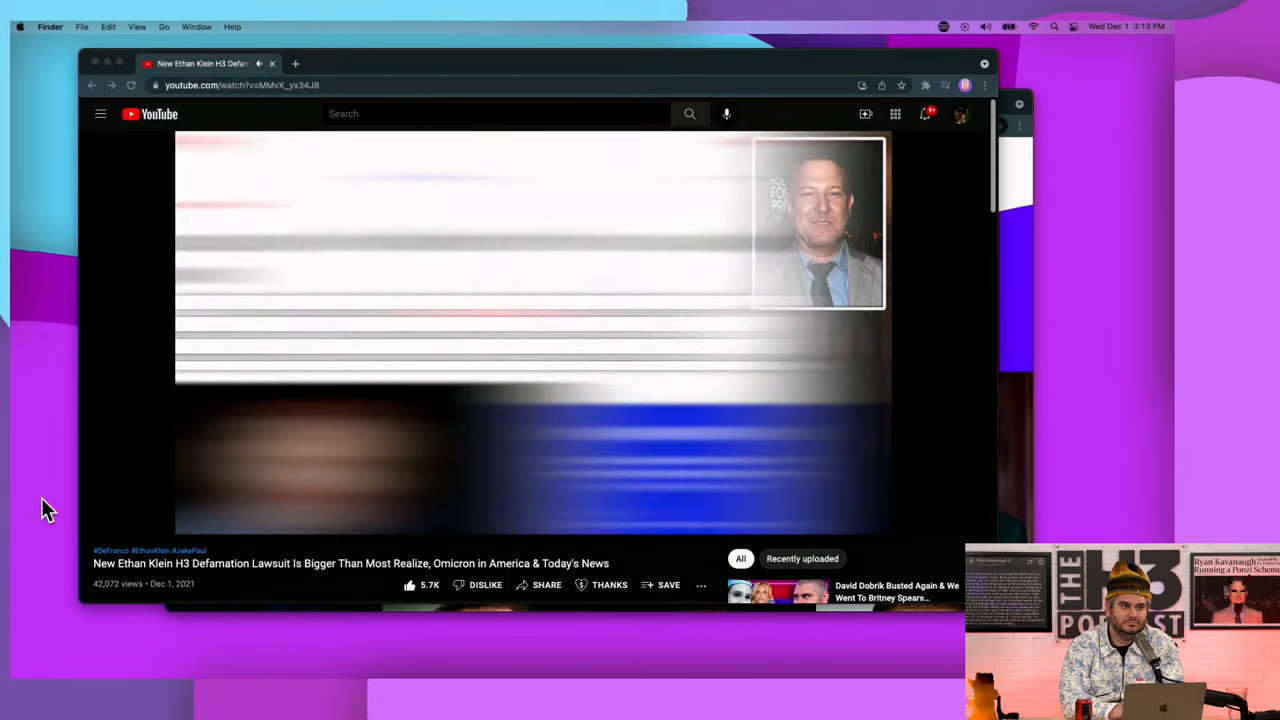 Finder File Edit View Go Window Help
Wed Dec 1 3:13 PM
New Ethan Klein H3 Defam
youtube.com/watch?v=MMvX_yx34J8
YouTube
Search
9+
#DeFranco #EthanKlein #JakePaul
New Ethan Klein H3 Defamation Lawsuit Is Bigger Than Most Realize, Omicron in America & Today's News
42,072 views • Dec 1, 2021
5.7K DISLIKE SHARE THANKS SAVE
All Recently uploaded
David Dobrik Busted Again & We
Went To Britney Spears...
THE
PODCAST
Ryan Kavanaugh
Running a Ponzi Scheme